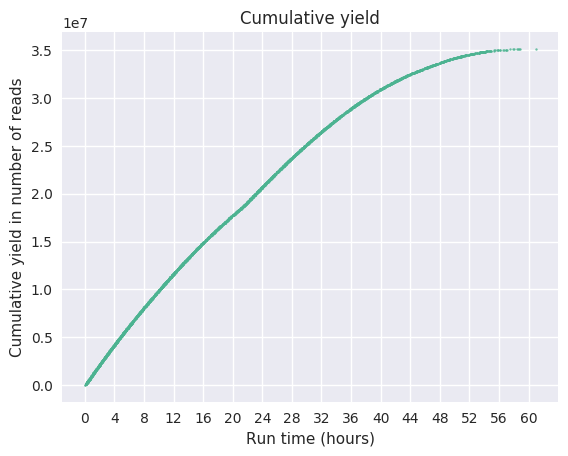 Cumulative yield
1e7
3.5
3.0
2.5
2.0
1.5
1.0
0.5
0.0
Cumulative yield in number of reads
0 4 8 12 16 20 24 28 32 36 40 44 48 52 56 60
Run time (hours)